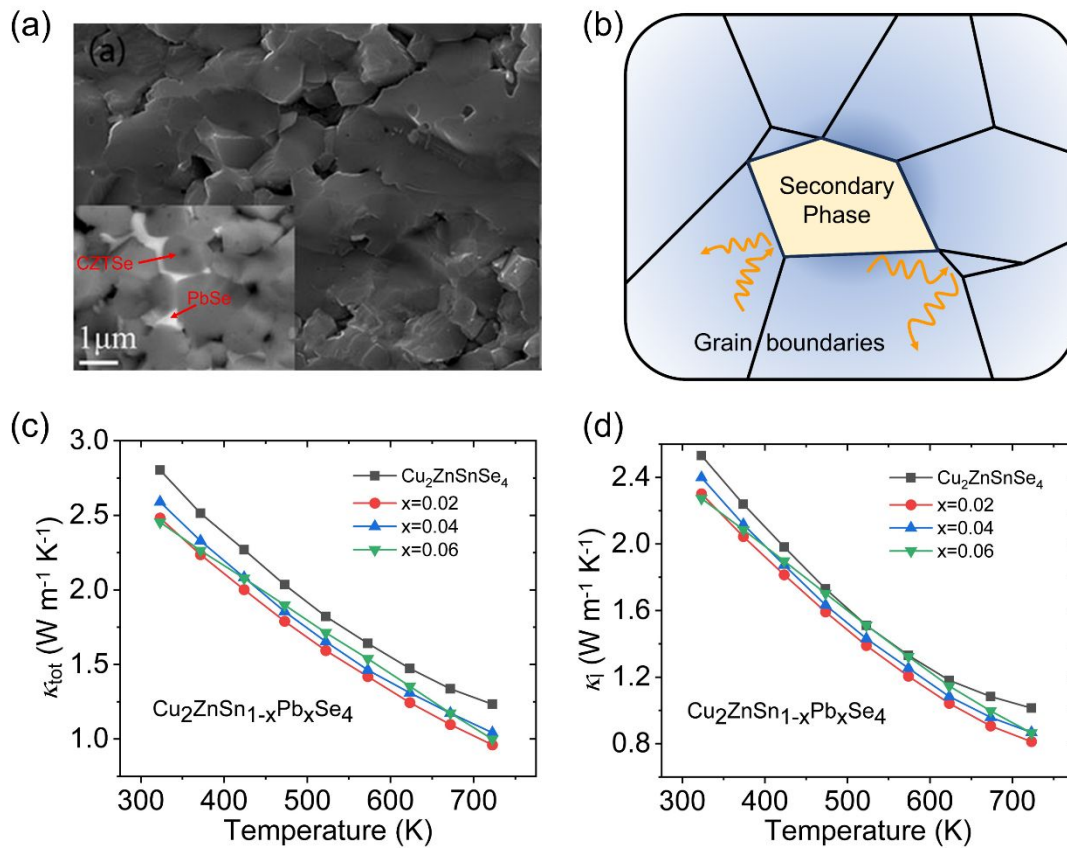 (a)
(a)
CZTSe
PbSe
1μm
(b)
Secondary
Phase
Grain boundaries
(c)
3.0
2.5
2.0
1.5
1.0
κtot (W m⁻¹ K⁻¹)
Cu₂ZnSnSe₄
x=0.02
x=0.04
x=0.06
Cu₂ZnSn₁₋ₓPbₓSe₄
300 400 500 600 700
Temperature (K)
(d)
2.4
2.0
1.6
1.2
0.8
κl (W m⁻¹ K⁻¹)
Cu₂ZnSnSe₄
x=0.02
x=0.04
x=0.06
Cu₂ZnSn₁₋ₓPbₓSe₄
300 400 500 600 700
Temperature (K)